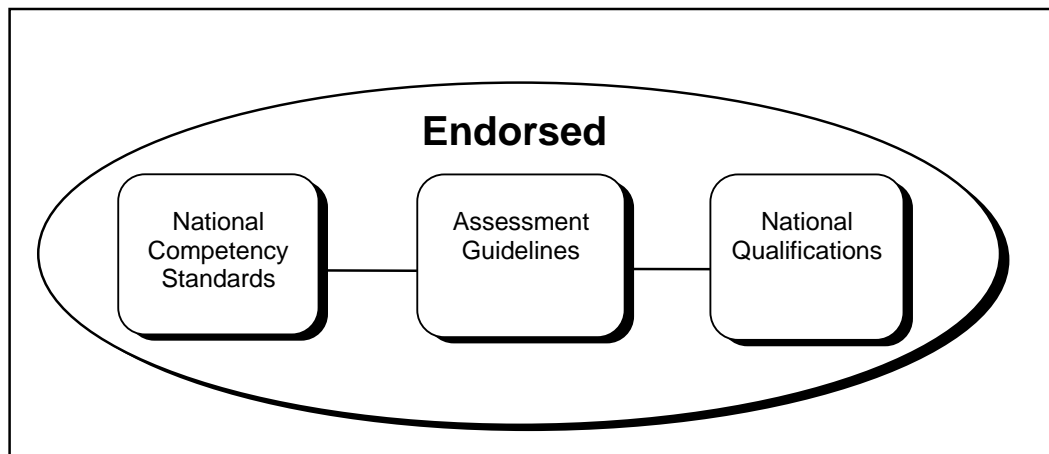 Endorsed
National
Competency
Standards
Assessment
Guidelines
National
Qualifications